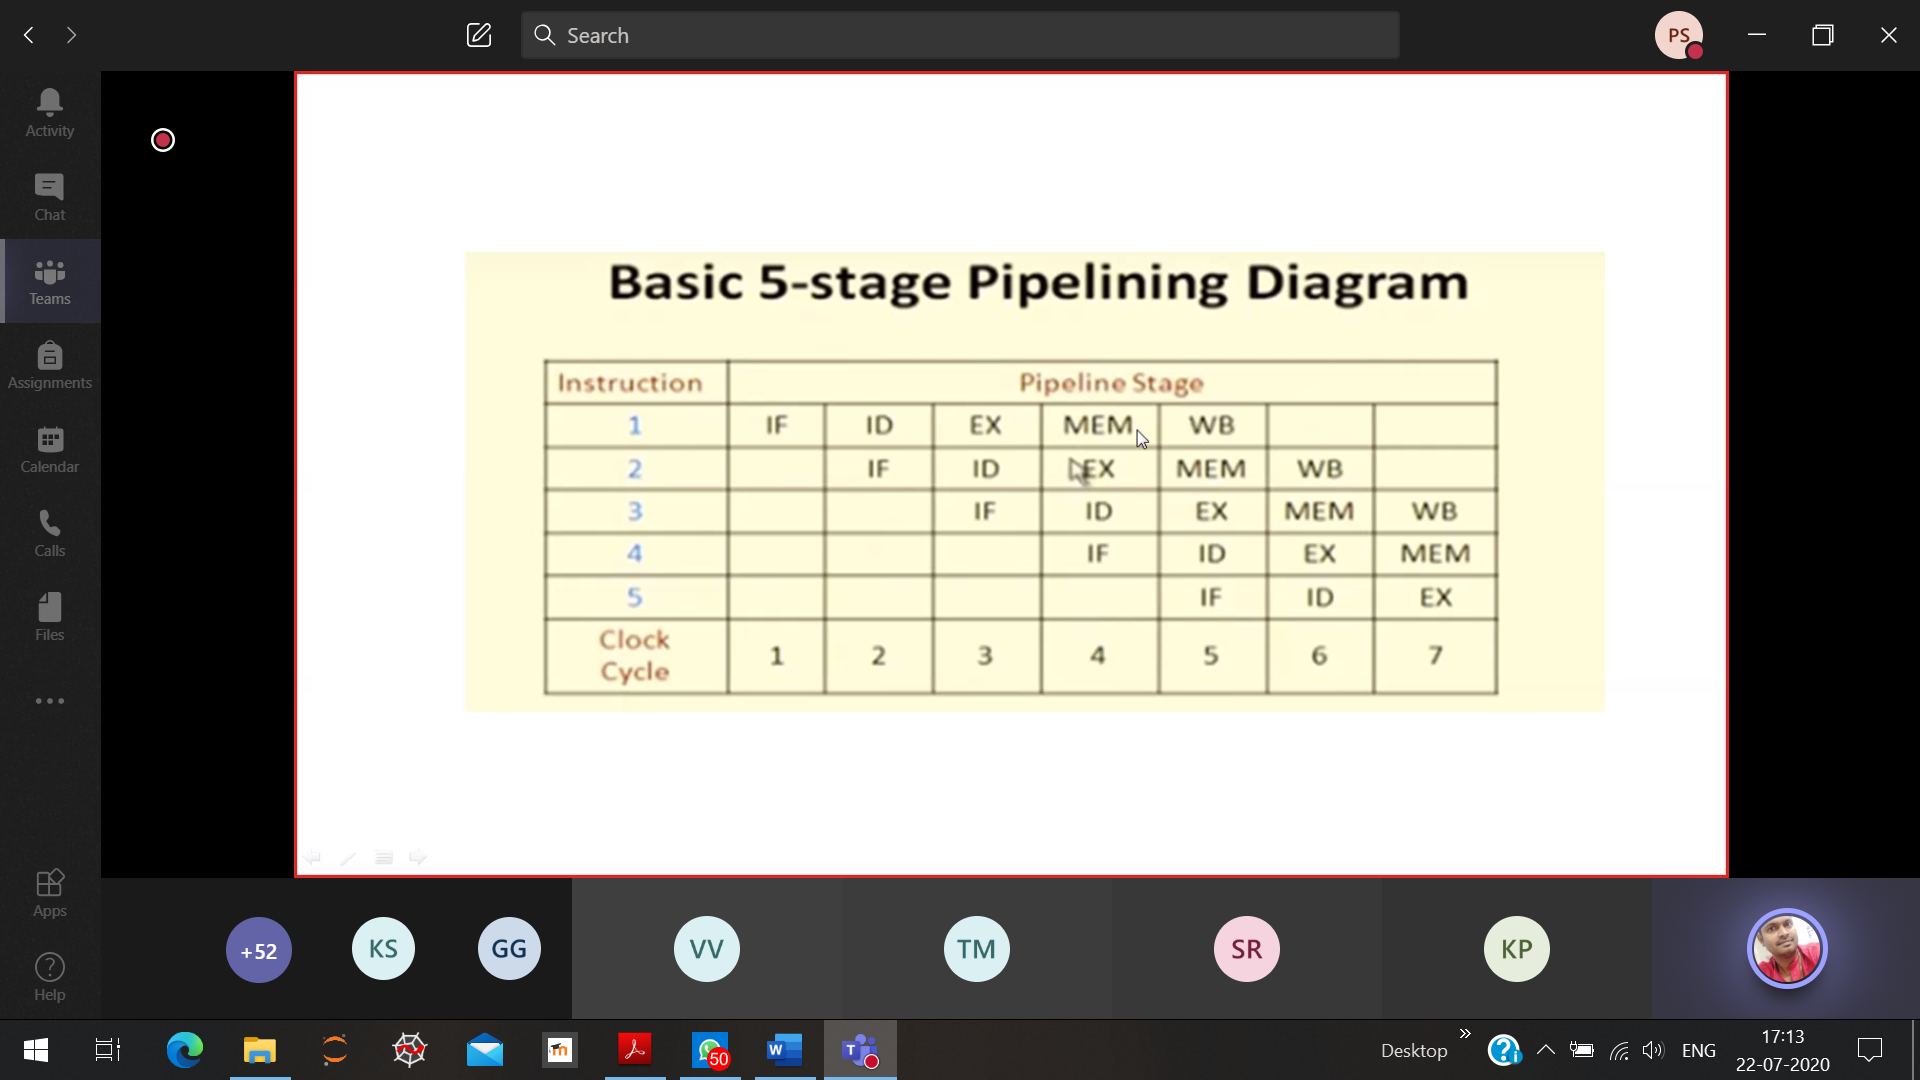 Search
PS
Activity
Chat
Teams
Assignments
Calendar
Calls
Files
Apps
Help
Basic 5-stage Pipelining Diagram
Instruction Pipeline Stage
1 IF ID EX MEM WB
2 IF ID EX MEM WB
3 IF ID EX MEM WB
4 IF ID EX MEM
5 IF ID EX
Clock
Cycle 1 2 3 4 5 6 7
+52 KS GG VV TM SR KP
m 50 W T Desktop ENG
17:13
22-07-2020